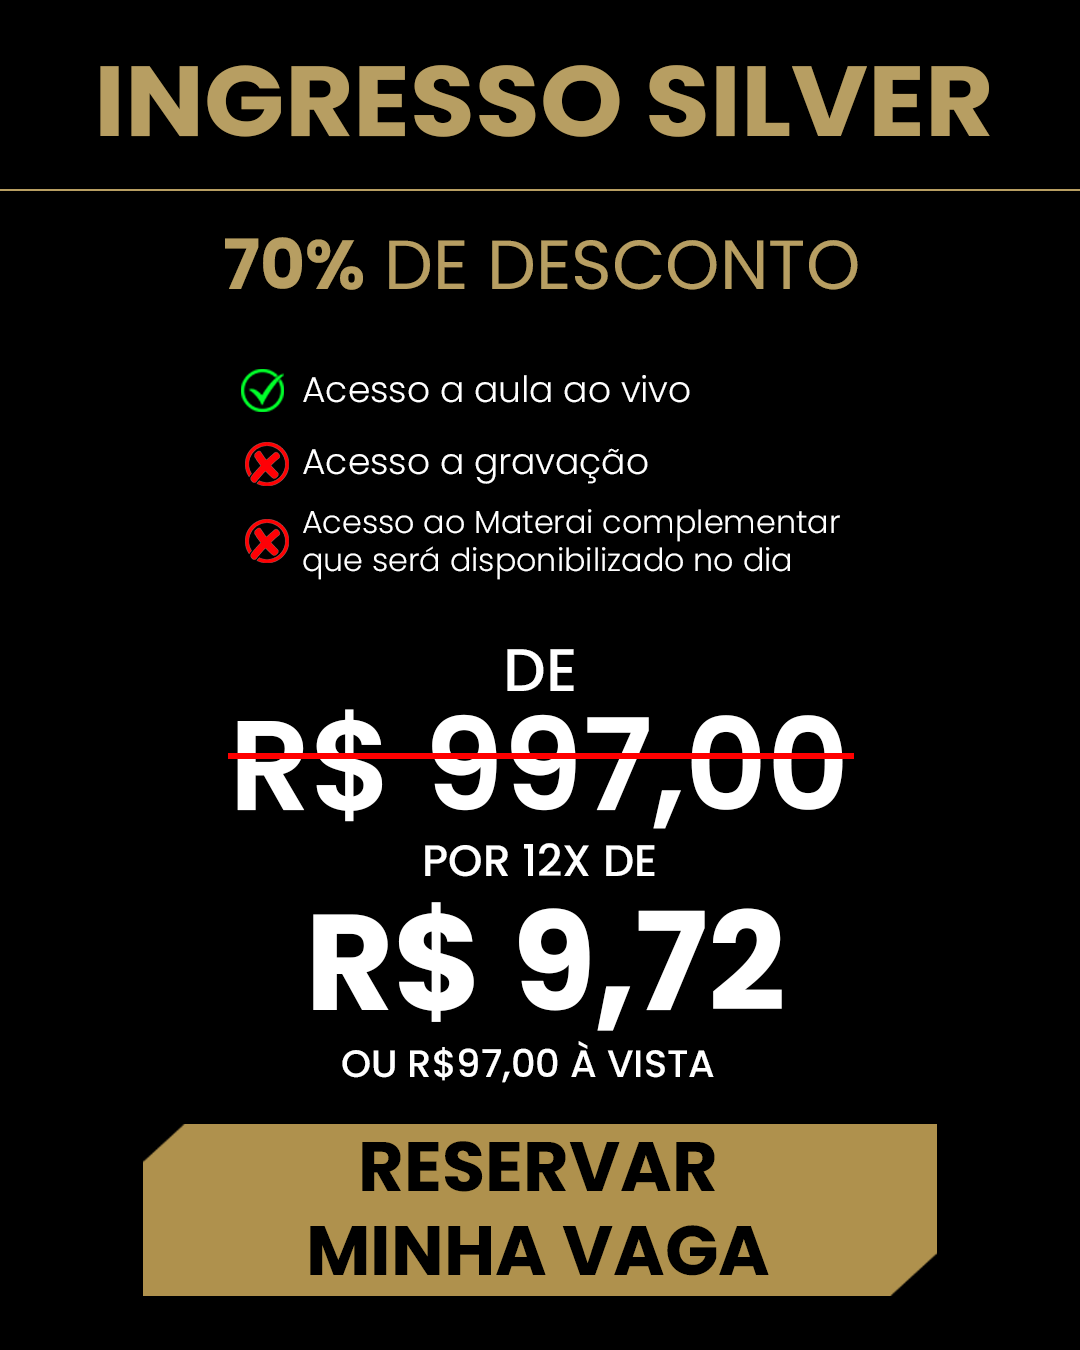 INGRESSO SILVER
70% DE DESCONTO
Acesso a aula ao vivo
Acesso a gravação
Acesso ao Materai complementar
que será disponibilizado no dia
DE
R$ 997,00
POR 12X DE
R$ 9,72
OU R$97,00 À VISTA
RESERVAR
MINHA VAGA